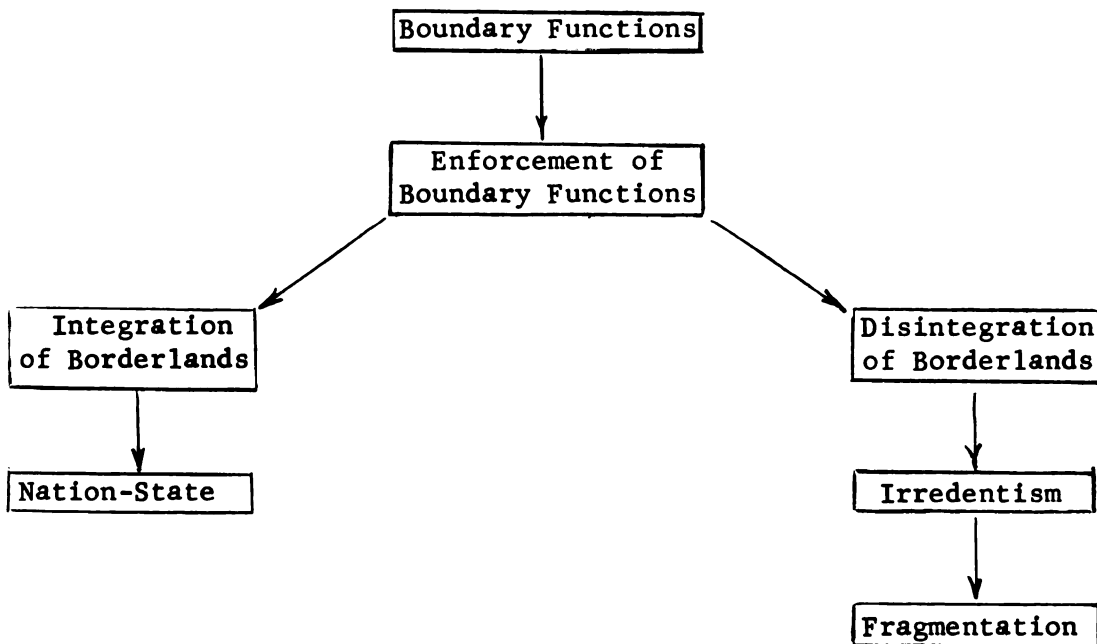 Boundary Functions
Enforcement of
Boundary Functions
Integration
of Borderlands
Disintegration
of Borderlands
Nation-State
Irredentism
Fragmentation